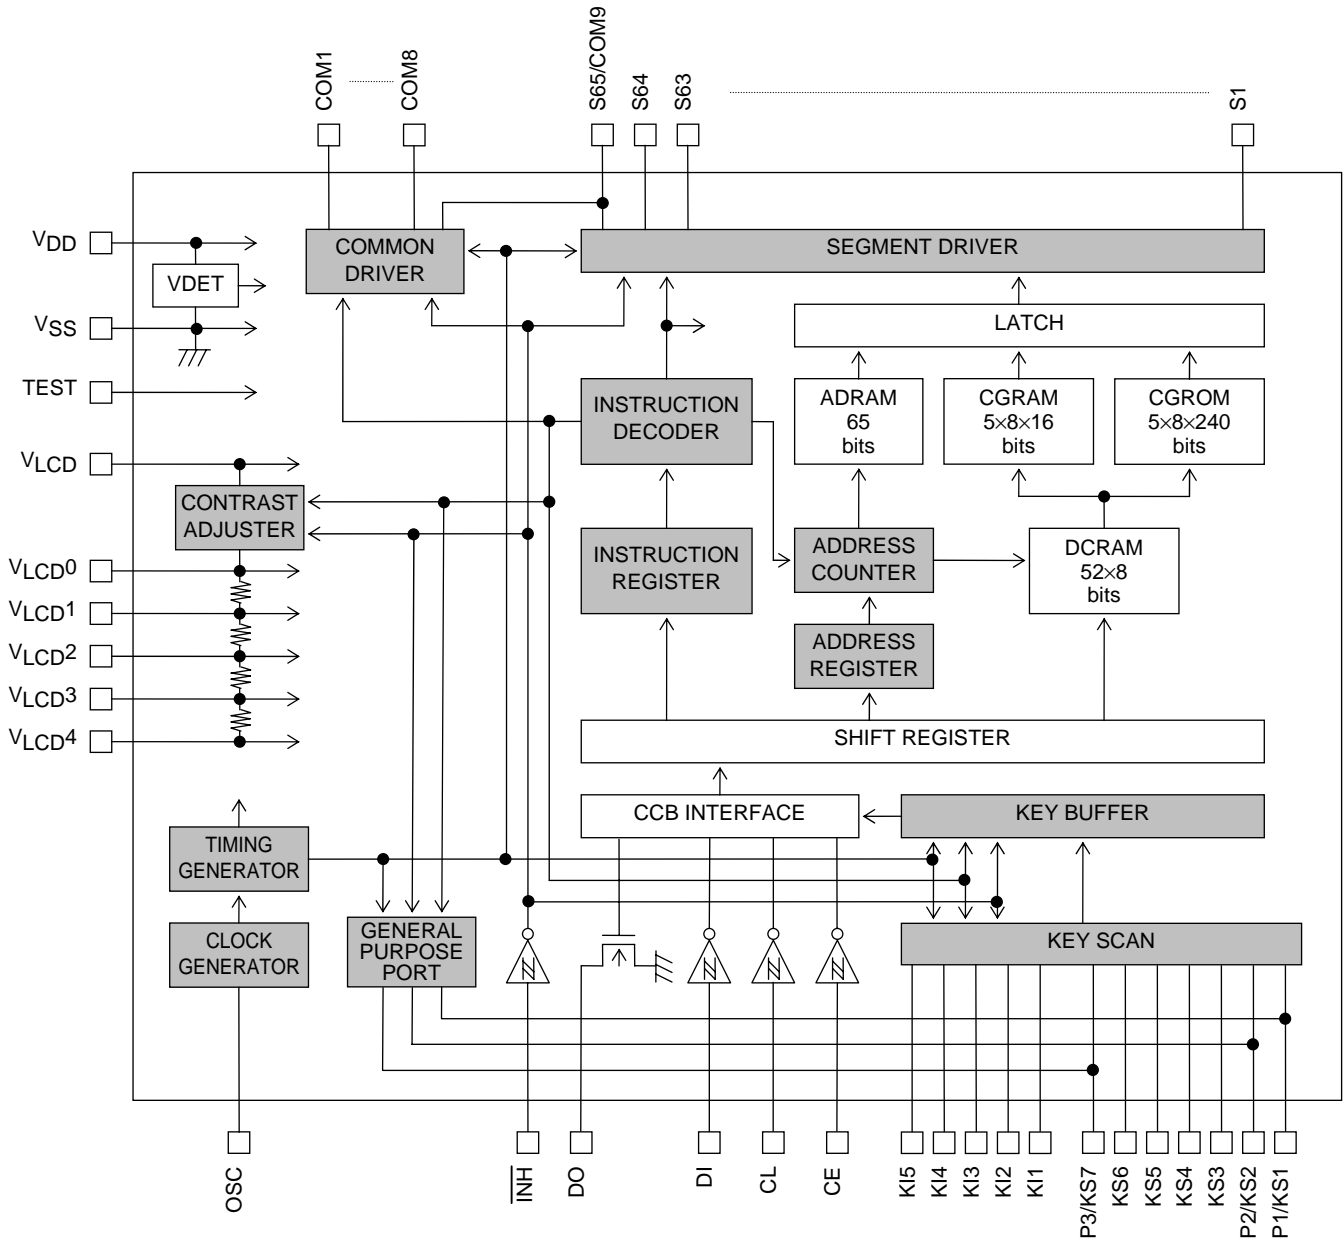 COM1
COM8
S65/COM9
S64
S63
S1
VDD
VDET
VSS
TEST
VLCD
CONTRAST
ADJUSTER
VLCD0
VLCD1
VLCD2
VLCD3
VLCD4
COMMON
DRIVER
SEGMENT DRIVER
LATCH
INSTRUCTION
DECODER
ADRAM
65
bits
CGRAM
5×8×16
bits
CGROM
5×8×240
bits
INSTRUCTION
REGISTER
ADDRESS
COUNTER
DCRAM
52×8
bits
ADDRESS
REGISTER
SHIFT REGISTER
CCB INTERFACE
KEY BUFFER
TIMING
GENERATOR
CLOCK
GENERATOR
GENERAL
PURPOSE
PORT
KEY SCAN
OSC
INH
DO
DI
CL
CE
KI5
KI4
KI3
KI2
KI1
P3/KS7
KS6
KS5
KS4
KS3
P2/KS2
P1/KS1